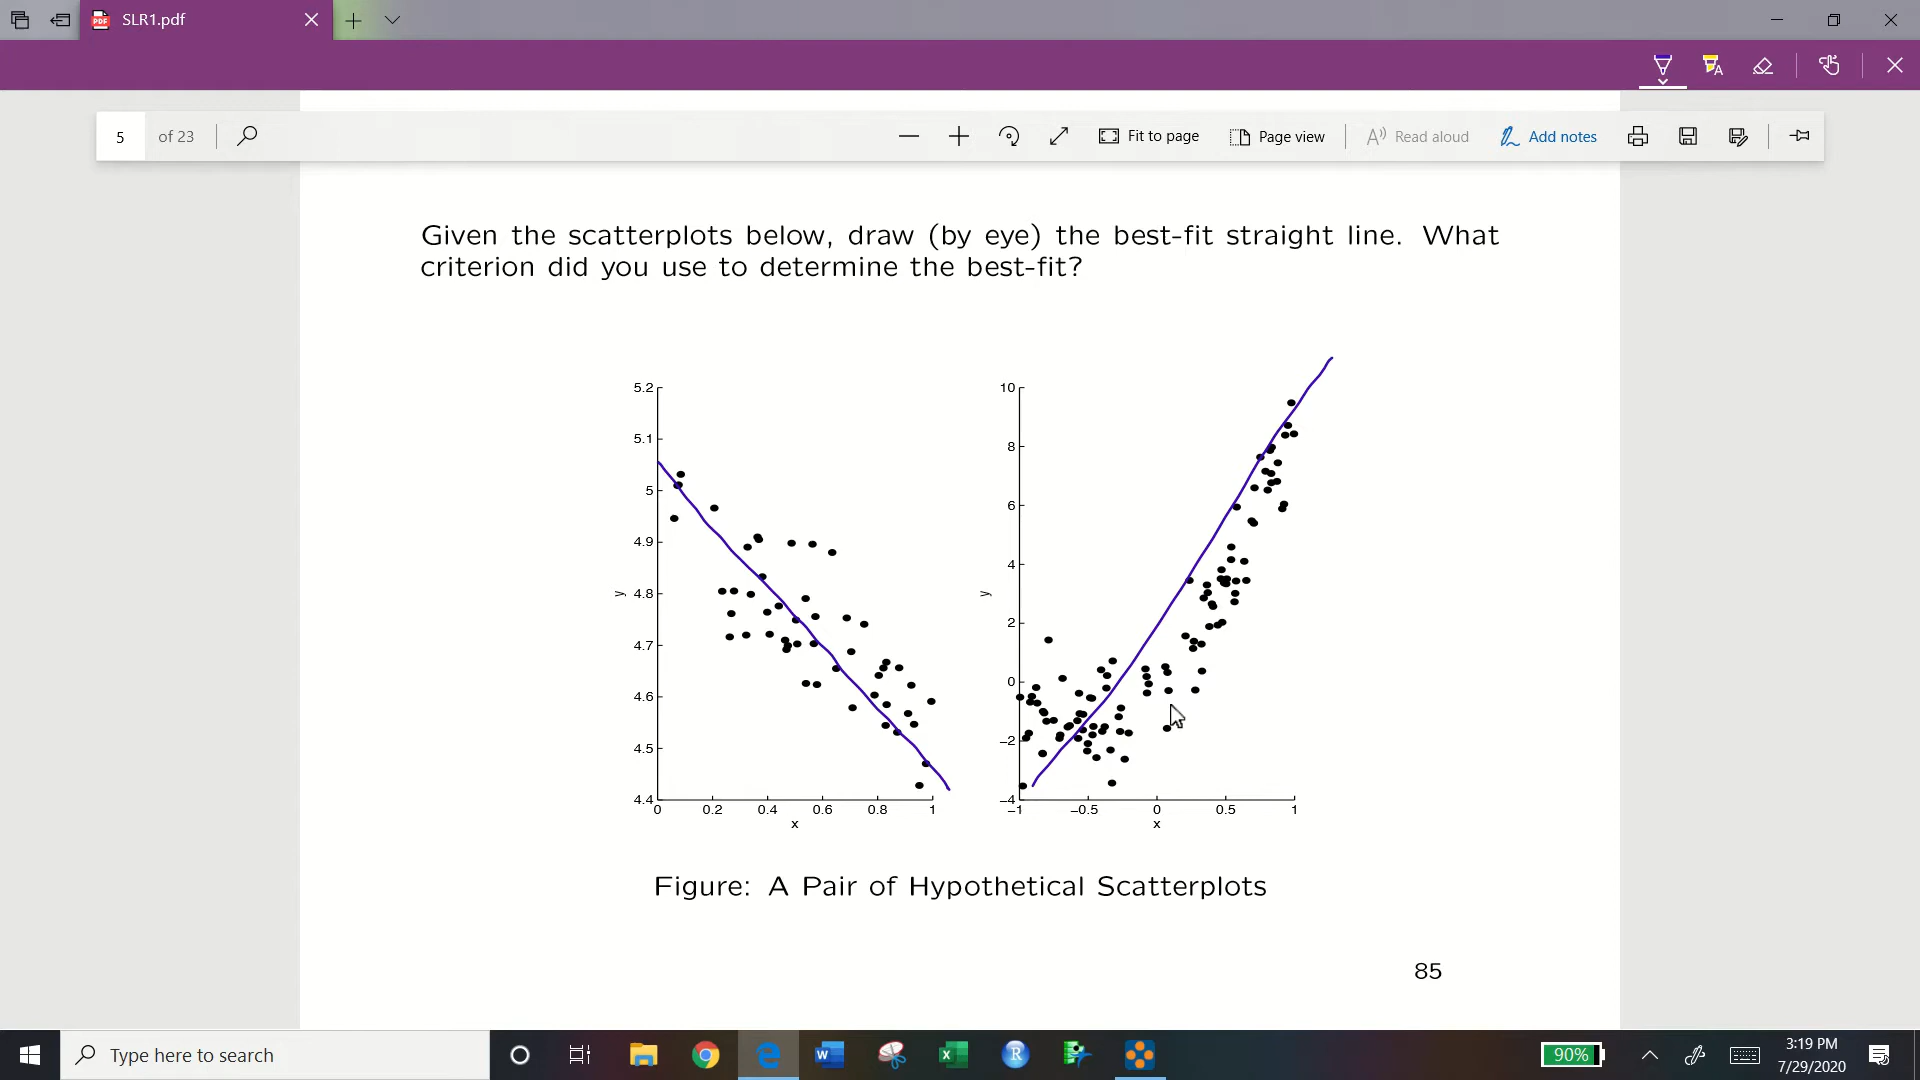 SLR1.pdf
5 of 23
Fit to page
Page view
Read aloud
Add notes
Given the scatterplots below, draw (by eye) the best-fit straight line. What
criterion did you use to determine the best-fit?
5.2
5.1
5
4.9
4.8
4.7
4.6
4.5
4.4
y
0 0.2 0.4 0.6 0.8 1
x
10
8
6
4
2
0
−2
−4
y
−1 −0.5 0 0.5 1
x
Figure: A Pair of Hypothetical Scatterplots
85
Type here to search
90%
3:19 PM
7/29/2020